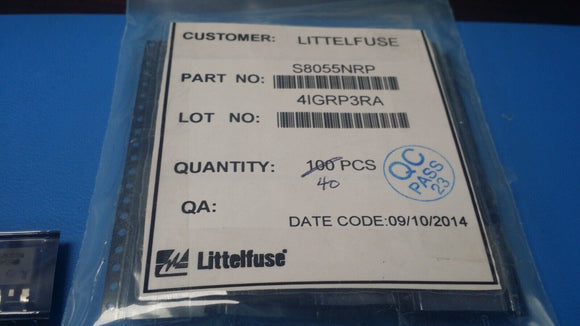 CUSTOMER: LITTELFUSE
PART NO: S8055NRP
LOT NO: 4IGRP3RA
QUANTITY: 100 PCS
40
QC
PASS
23
QA:
DATE CODE:09/10/2014
Littelfuse®